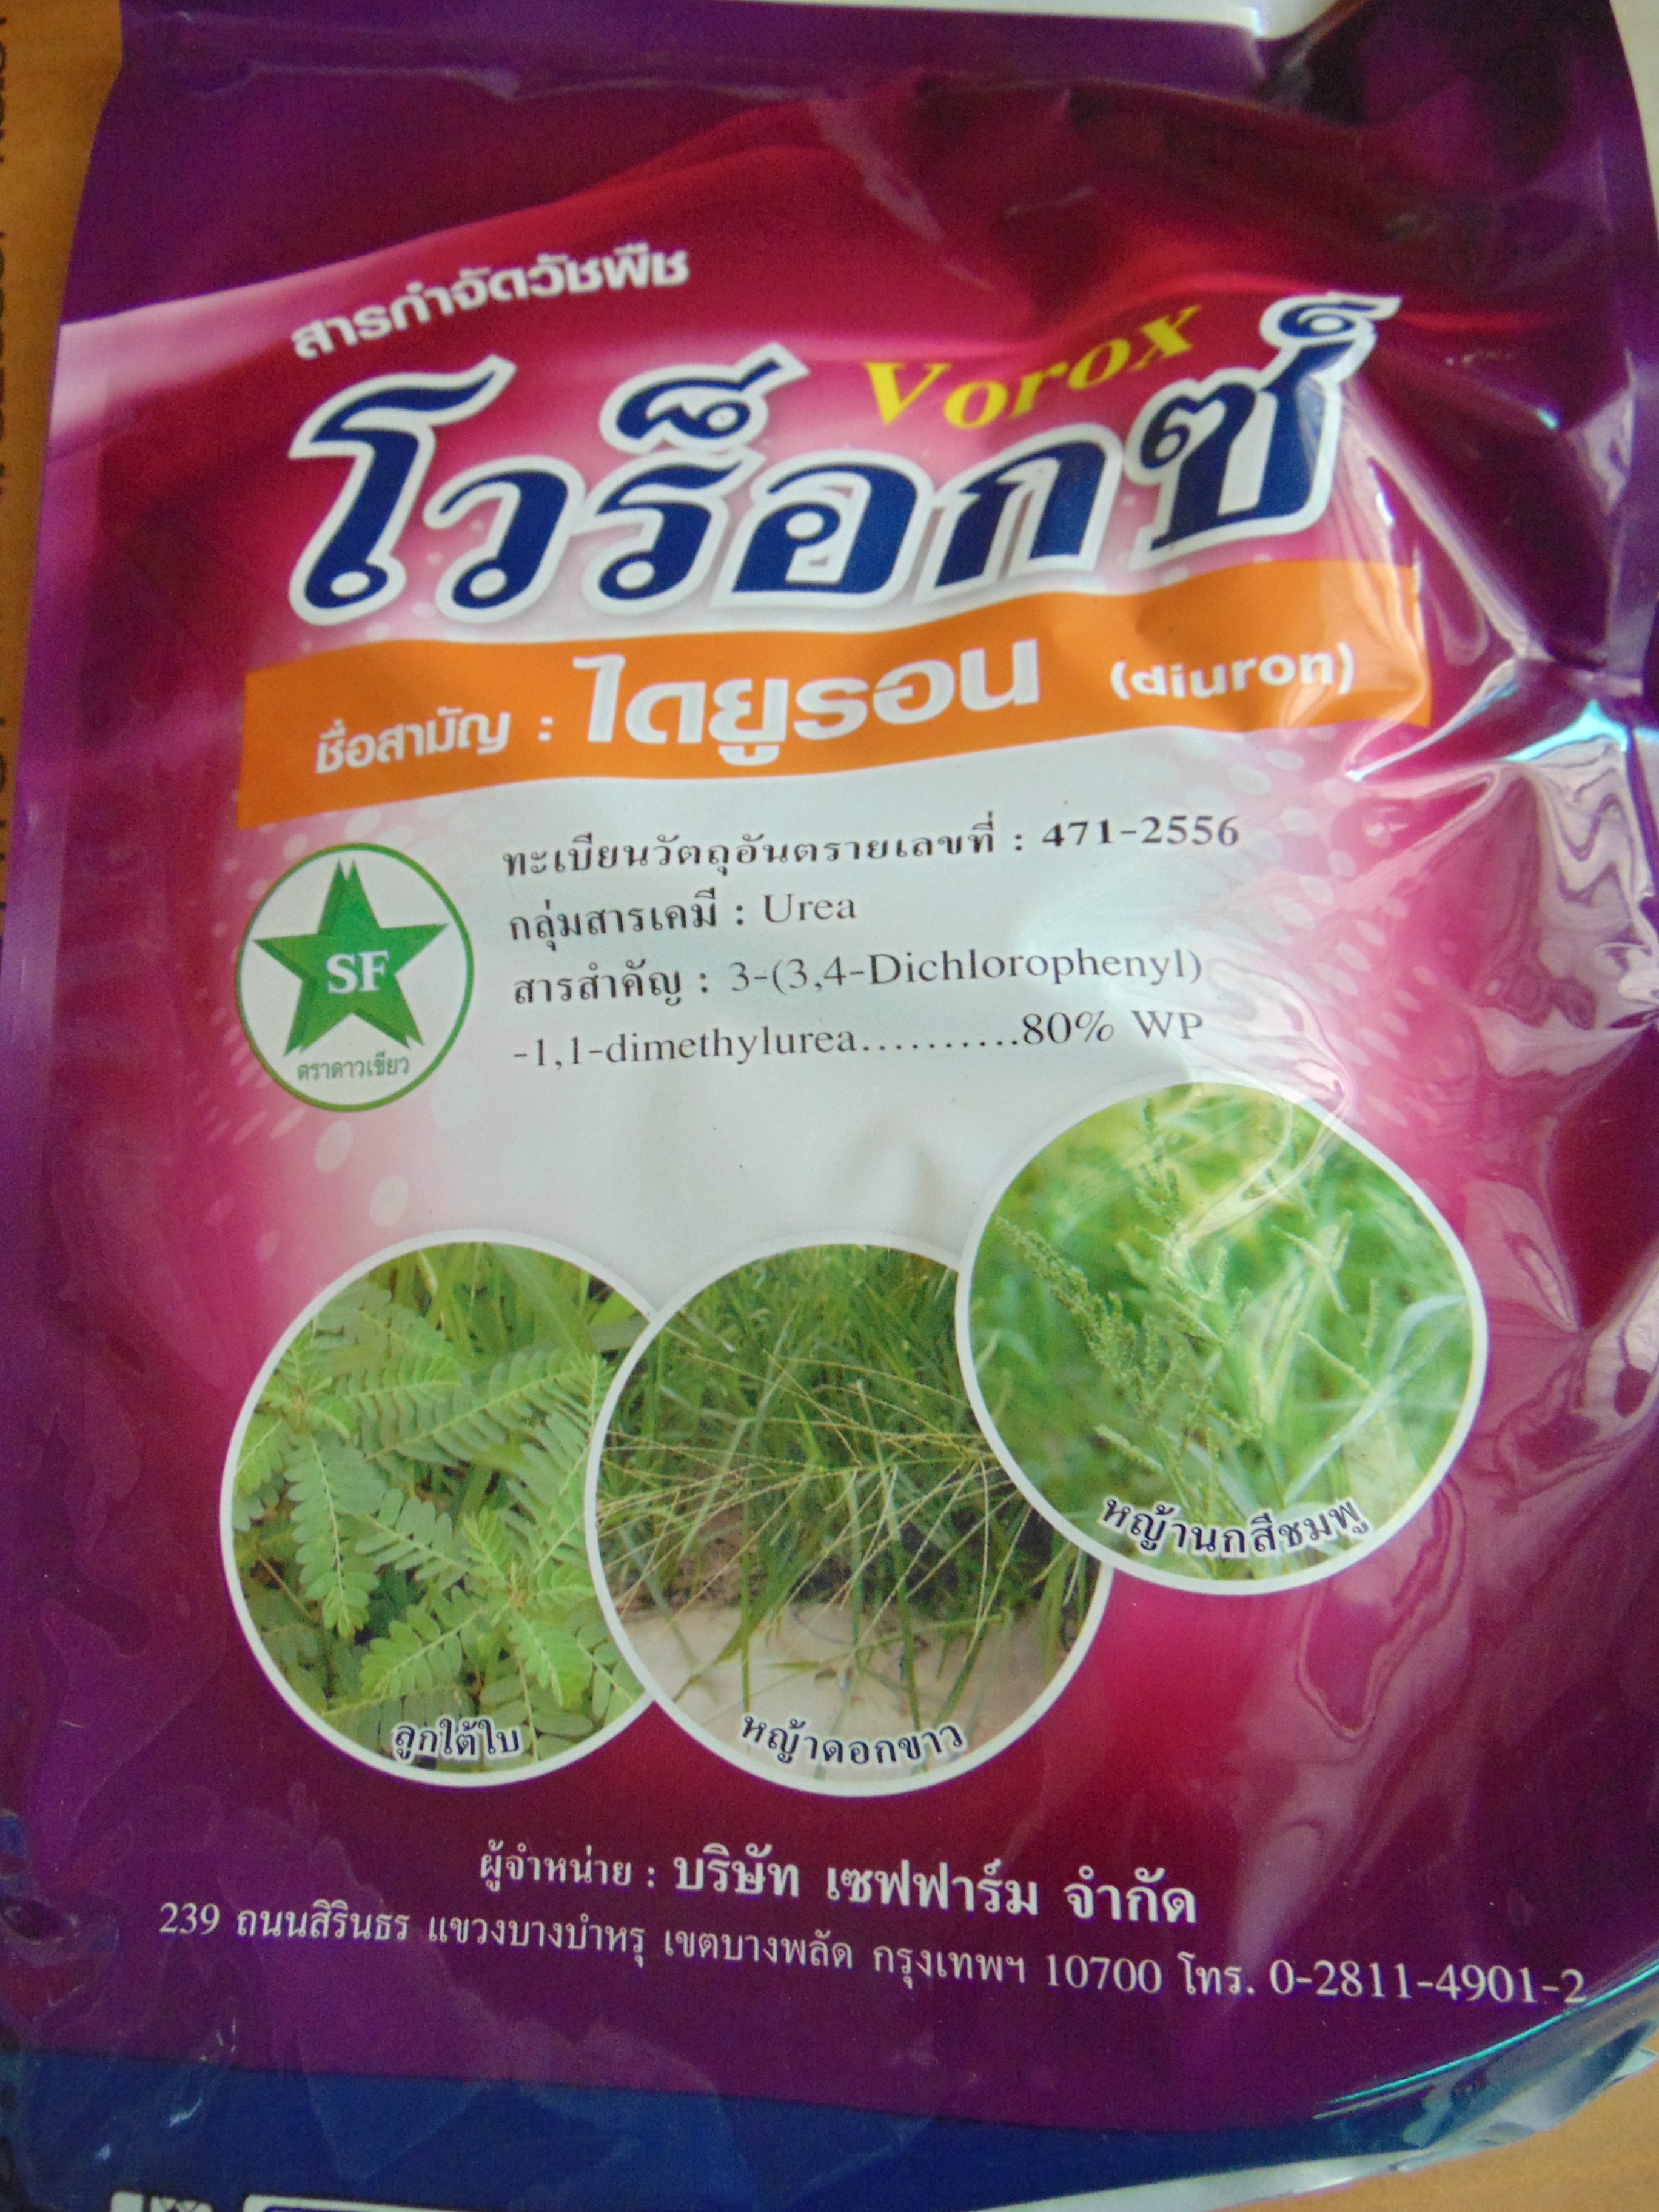 สารกำจัดวัชพืช
Vorox
โวร็อกซ์
ชื่อสามัญ : ไดยูรอน (diuron)
ทะเบียนวัตถุอันตรายเลขที่ : 471-2556
กลุ่มสารเคมี : Urea
สารสำคัญ : 3-(3,4-Dichlorophenyl)
-1,1-dimethylurea..........80% WP
SF
ตราดาวเขียว
หญ้านกสีชมพู
ลูกใต้ใบ
หญ้าดอกขาว
ผู้จำหน่าย : บริษัท เซฟฟาร์ม จำกัด
239 ถนนสิรินธร แขวงบางบำหรุ เขตบางพลัด กรุงเทพฯ 10700 โทร. 0-2811-4901-2